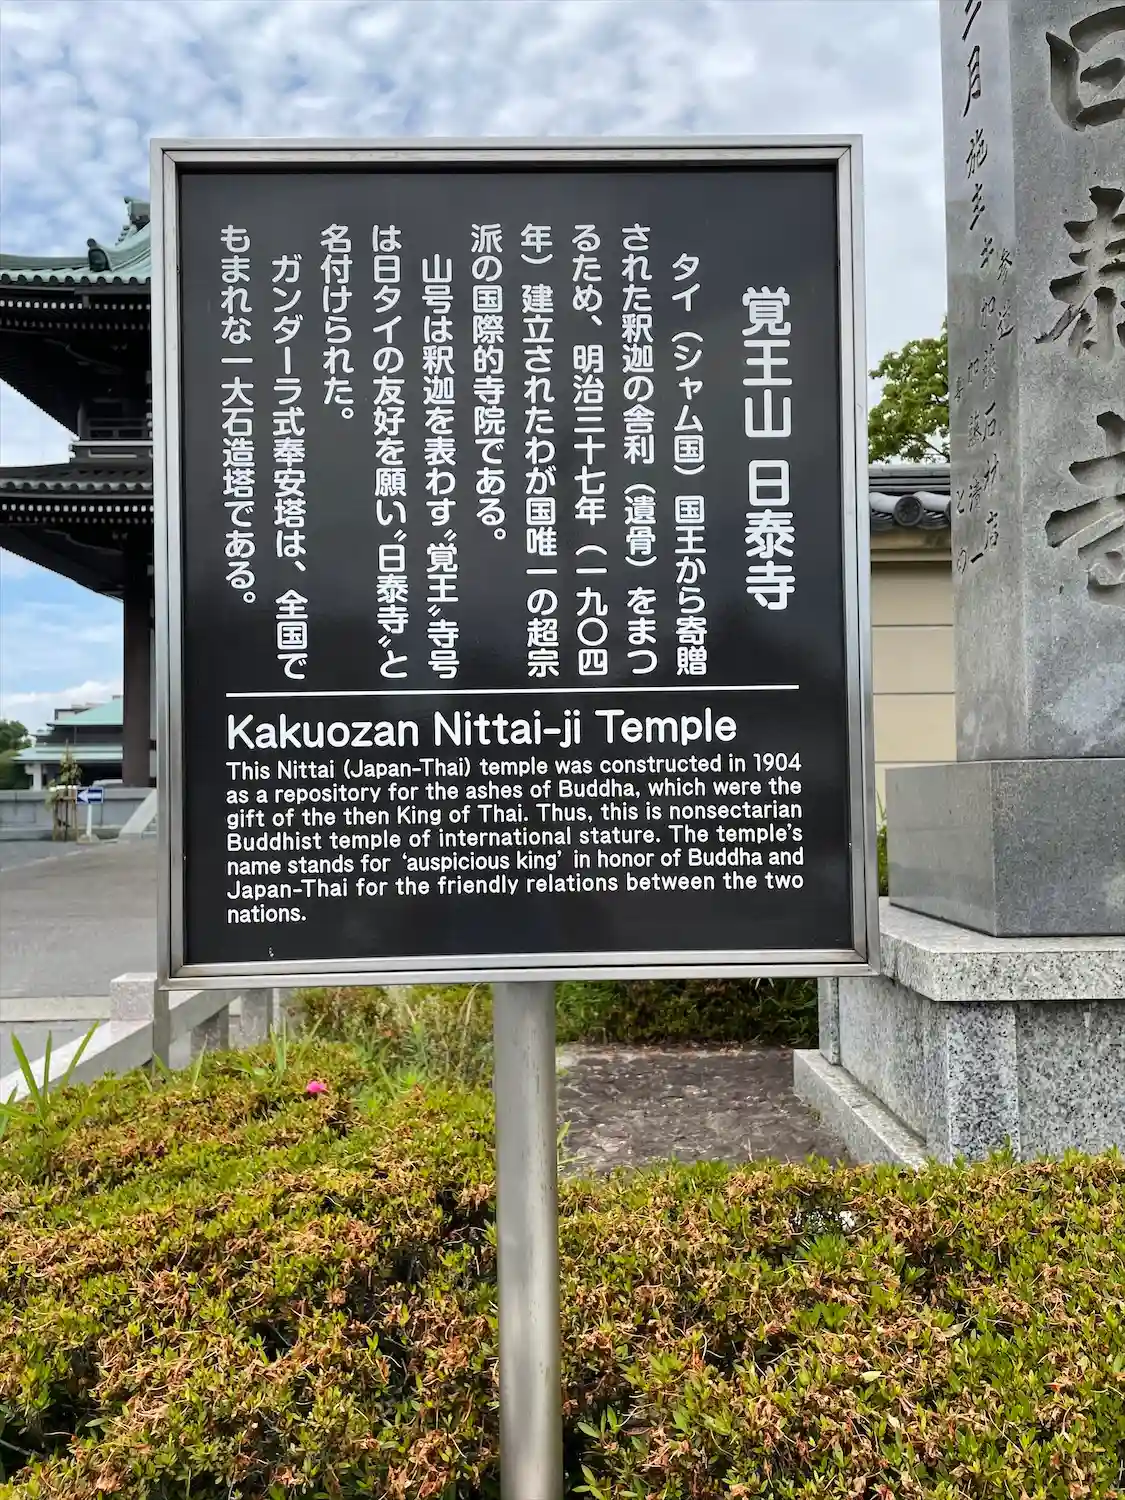 覚王山 日泰寺
タイ（シャム国）国王から寄贈
された釈迦の舎利（遺骨）をまつ
るため、明治三十七年（一九〇四
年）建立されたわが国唯一の超宗
派の国際的寺院である。
山号は釈迦を表わす〝覚王〟寺号
は日タイの友好を願い〝日泰寺〟と
名付けられた。
ガンダーラ式奉安塔は、全国で
もまれな一大石造塔である。
Kakuozan Nittai-ji Temple
This Nittai (Japan-Thai) temple was constructed in 1904
as a repository for the ashes of Buddha, which were the
gift of the then King of Thai. Thus, this is nonsectarian
Buddhist temple of international stature. The temple's
name stands for ‘auspicious king’ in honor of Buddha and
Japan-Thai for the friendly relations between the two
nations.
日泰寺
月施主